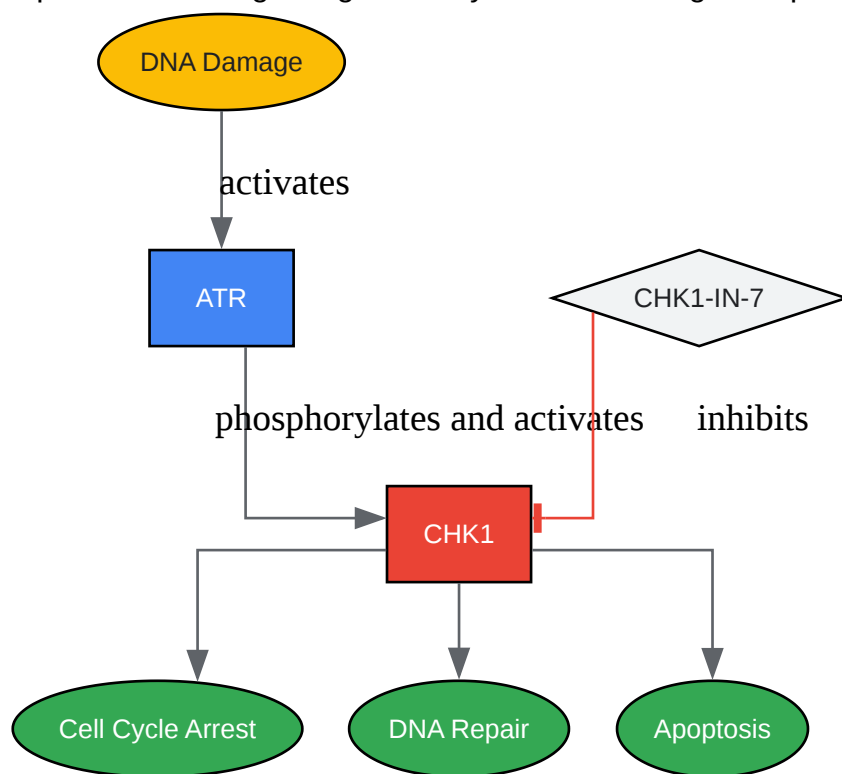 DNA Damage
activates
ATR
CHK1-IN-7
phosphorylates and activates
inhibits
CHK1
Cell Cycle Arrest
DNA Repair
Apoptosis